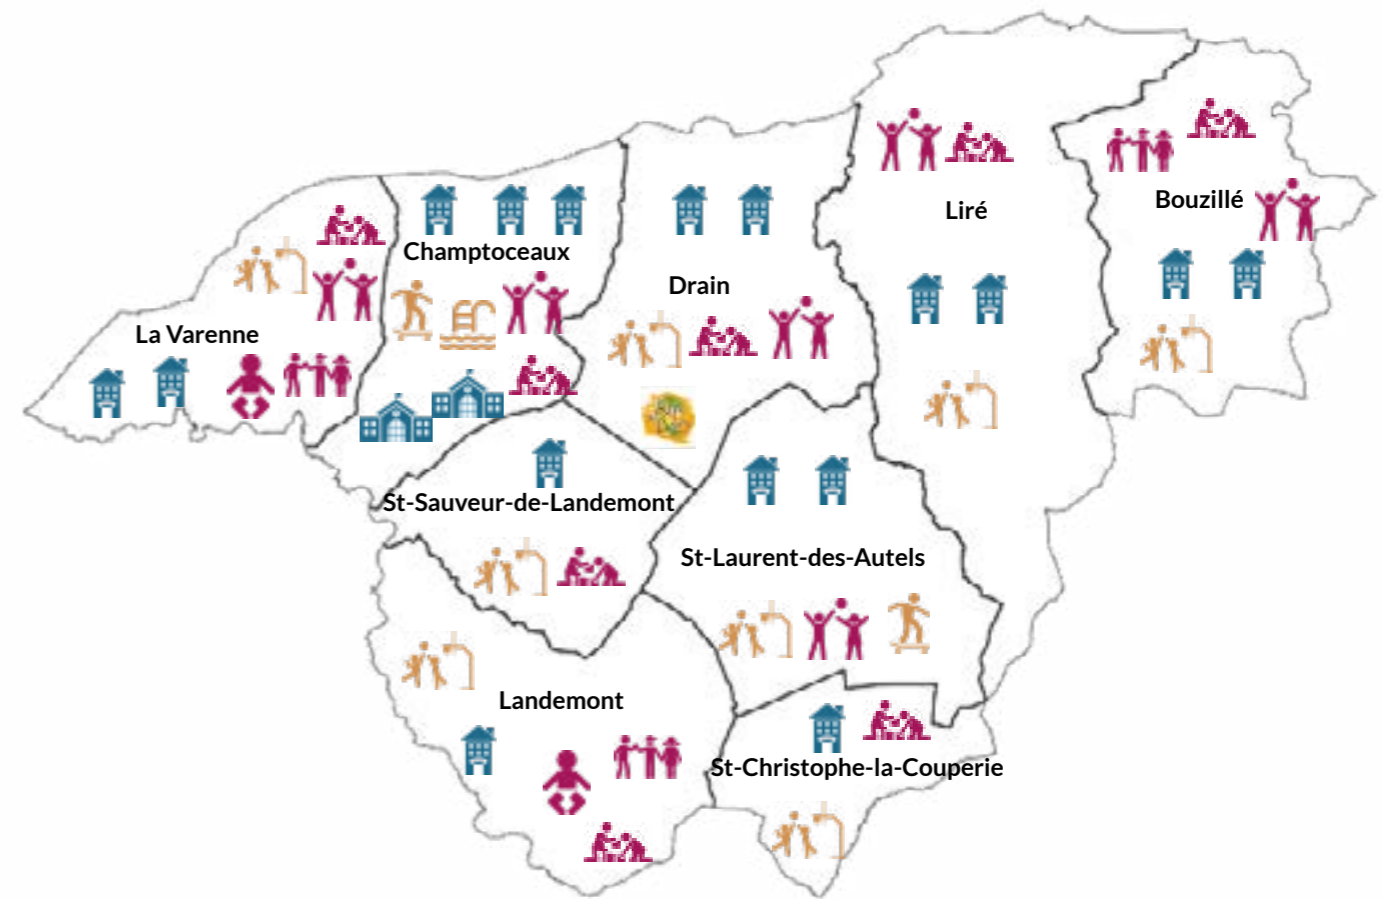 Liré
Bouzillé
Champtoceaux
Drain
La Varenne
St-Sauveur-de-Landemont
St-Laurent-des-Autels
Landemont
St-Christophe-la-Couperie